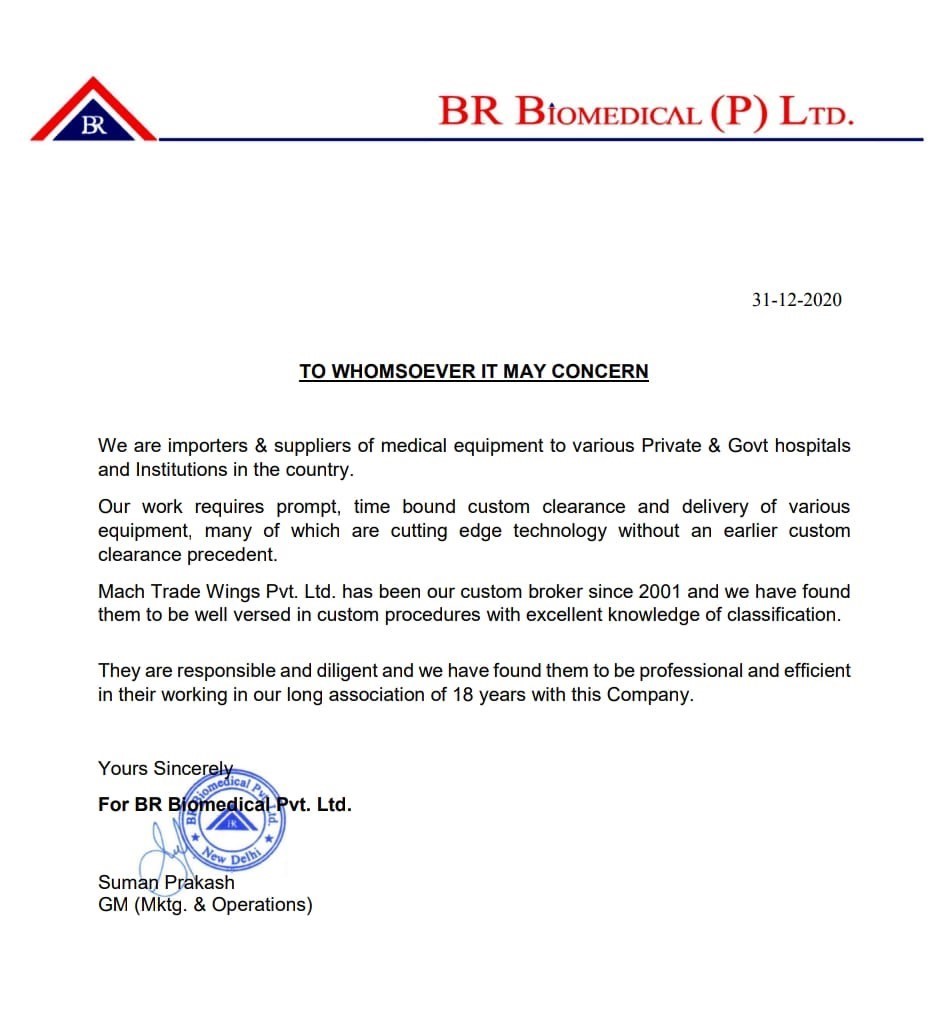 BR
BR BIOMEDICAL (P) LTD.
31-12-2020
TO WHOMSOEVER IT MAY CONCERN
We are importers & suppliers of medical equipment to various Private & Govt hospitals
and Institutions in the country.
Our work requires prompt, time bound custom clearance and delivery of various
equipment, many of which are cutting edge technology without an earlier custom
clearance precedent.
Mach Trade Wings Pvt. Ltd. has been our custom broker since 2001 and we have found
them to be well versed in custom procedures with excellent knowledge of classification.
They are responsible and diligent and we have found them to be professional and efficient
in their working in our long association of 18 years with this Company.
Yours Sincerely
For BR Biomedical Pvt. Ltd.
BR Biomedical Pvt. Ltd.
New Delhi
Suman Prakash
GM (Mktg. & Operations)